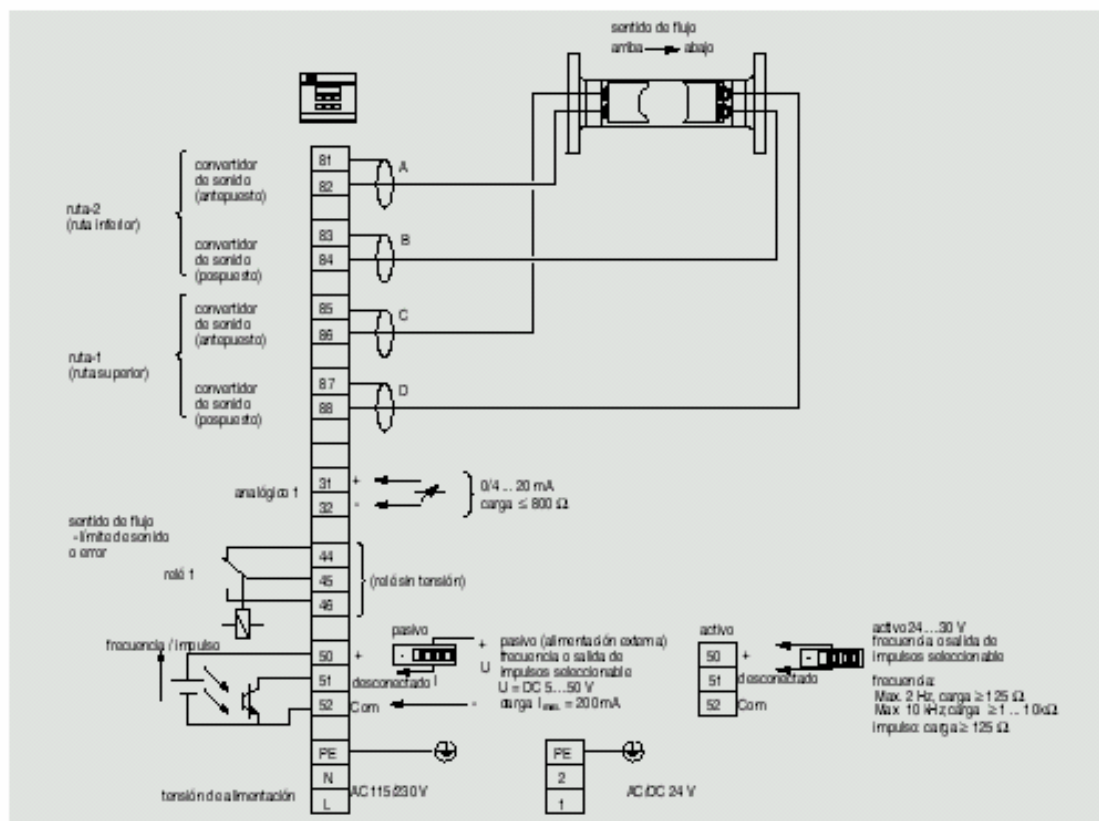 sentido de flujo
arriba abajo
81
convertidor
de sonido
(antepuesto)
A
82
ruta-2
(ruta inferior)
83
convertidor
de sonido
(pospuesto)
B
84
85
convertidor
de sonido
(antepuesto)
C
86
ruta-1
(ruta superior)
87
convertidor
de sonido
(pospuesto)
D
88
analógico 1
31 +
32 -
0/4 ... 20 mA
carga ≤ 800 Ω
sentido de flujo
- límite de sonido
o error
relé 1
44
45
46
(relé sin tensión)
frecuencia / impulso
50 +
51 desconectado
52 Com
pasivo
-
I
+
U
-
pasivo (alimentación externa)
frecuencia o salida de
impulsos seleccionable
U = DC 5...50 V
carga I max. = 200 mA
activo
50 +
51 desconectado
52 Com
-
activo 24...30 V
frecuencia o salida de
impulsos seleccionable
frecuencia:
Max. 2 Hz, carga ≥ 125 Ω
Max. 10 kHz, carga ≥ 1 ... 10 kΩ
impulso: carga ≥ 125 Ω
tensión de alimentación
PE
N
L
AC 115/230 V
PE
2
1
AC/DC 24 V